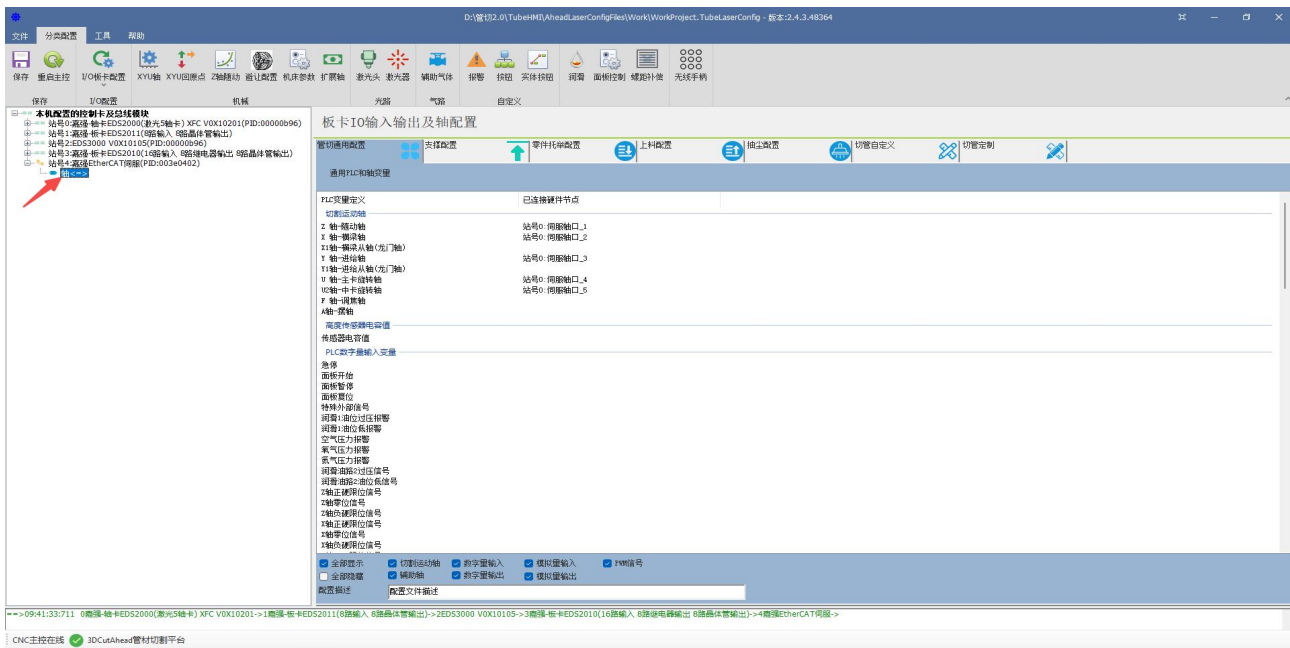 D:\管切2.0\TubeHMI\AheadLaserConfigFiles\Work\WorkProject.TubeLaserConfig - 版本:2.4.3.48364
文件 分类配置 工具 帮助
保存 重启主控 I/O板卡配置 XYU轴 XYU回原点 Z轴随动 避让配置 机床参数 扩展轴 激光头 激光器 辅助气体 报警 按钮 实体按钮 润滑 面板控制 螺距补偿 无线手柄
保存 I/O配置 机械 光路 气路 自定义
本机配置的控制卡及总线模块
站号0:嘉强-轴卡EDS2000(激光5轴卡) XFC V0X10201(PID:00000b96)
站号1:嘉强-板卡EDS2011(8路输入 8路晶体管输出)
站号2:EDS3000 V0X10105(PID:00000b96)
站号3:嘉强-板卡EDS2010(16路输入 8路继电器输出 8路晶体管输出)
站号4:嘉强EtherCAT伺服(PID:003e0402)
轴<=>
板卡IO输入输出及轴配置
管切通用配置 支撑配置 零件托举配置 上料配置 抽尘配置 切管自定义 切管定制
通用PLC和轴变量
PLC变量定义 已连接硬件节点
切割运动轴
Z 轴-随动轴 站号0:伺服轴口_1
X 轴-横梁轴 站号0:伺服轴口_2
X1轴-横梁从轴(龙门轴)
Y 轴-进给轴 站号0:伺服轴口_3
Y1轴-进给从轴(龙门轴)
U 轴-主卡旋转轴 站号0:伺服轴口_4
U2轴-中卡旋转轴 站号0:伺服轴口_5
F 轴-调焦轴
A轴-摆轴
高度传感器电容值
传感器电容值
PLC数字量输入变量
急停
面板开始
面板暂停
面板复位
特殊外部信号
润滑1:油位过压报警
润滑1:油位低报警
空气压力报警
氧气压力报警
氮气压力报警
润滑:油路2过压信号
润滑:油路2:油位低信号
Z轴正硬限位信号
Z轴零位信号
Z轴负硬限位信号
X轴正硬限位信号
X轴零位信号
X轴负硬限位信号
全部显示 切割运动轴 数字量输入 模拟量输入 PWM信号
全部隐藏 辅助轴 数字量输出 模拟量输出
配置描述 配置文件描述
==>09:41:33:711 0嘉强-轴卡EDS2000(激光5轴卡) XFC V0X10201->1嘉强-板卡EDS2011(8路输入 8路晶体管输出)->2EDS3000 V0X10105->3嘉强-板卡EDS2010(16路输入 8路继电器输出 8路晶体管输出)->4嘉强EtherCAT伺服->
CNC主控在线 3DCutAhead管材切割平台